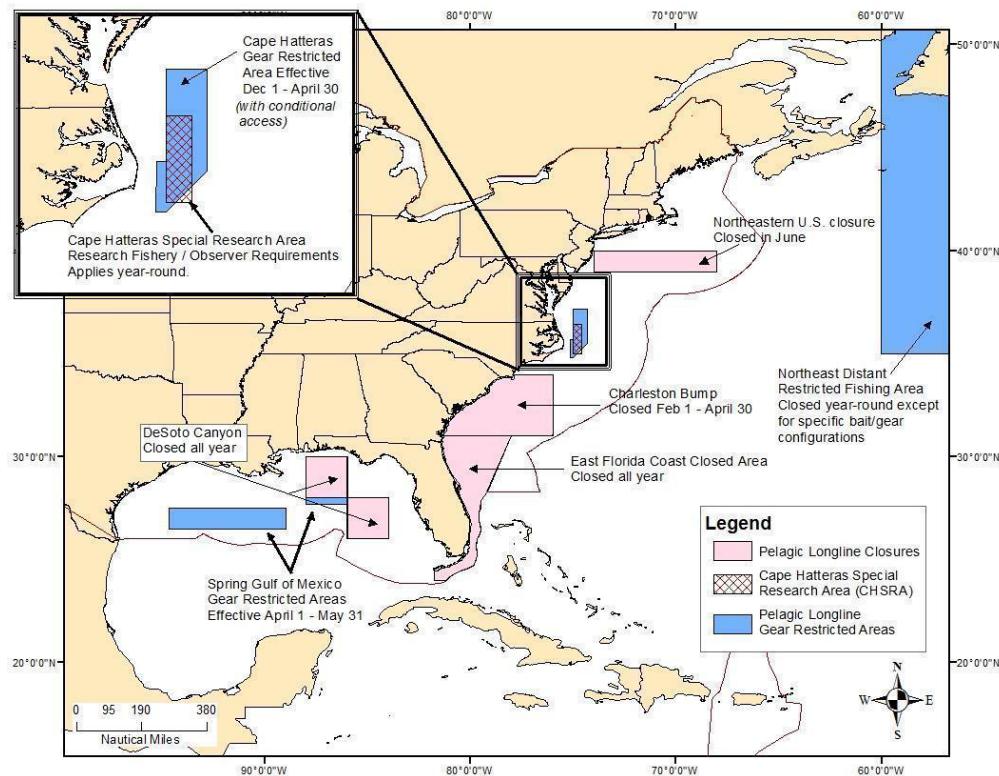 80°0'0"W
70°0'0"W
Cape Hatteras
Gear Restricted
Area Effective
Dec 1 - April 30
(with conditional
access)
Cape Hatteras Special Research Area
Research Fishery / Observer Requirements
Applies year-round.
50°0'0"N
Northeastern U.S. closure
Closed in June
40°0'0"N
Northeast Distant
Restricted Fishing Area
Closed year-round except
for specific bait/gear
configurations
Charleston Bump
Closed Feb 1 - April 30
DeSoto Canyon
Closed all year
30°0'0"N
30°0'0"N
East Florida Coast Closed Area
Closed all year
Spring Gulf of Mexico
Gear Restricted Areas
Effective April 1 - May 31
Legend
Pelagic Longline Closures
Cape Hatteras Special
Research Area (CHSRA)
Pelagic Longline
Gear Restricted Areas
20°0'0"N
20°0'0"N
N
W E
S
0 95 190 380
Nautical Miles
90°0'0"W
80°0'0"W
70°0'0"W
60°0'0"W